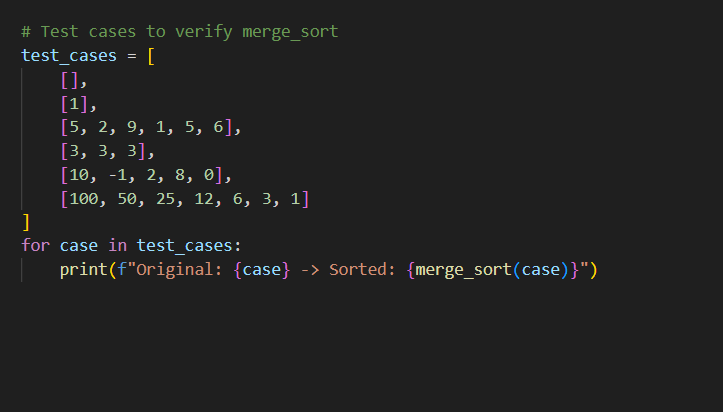 # Test cases to verify merge_sort
test_cases = [
    [],
    [1],
    [5, 2, 9, 1, 5, 6],
    [3, 3, 3],
    [10, -1, 2, 8, 0],
    [100, 50, 25, 12, 6, 3, 1]
]
for case in test_cases:
    print(f"Original: {case} -> Sorted: {merge_sort(case)}")